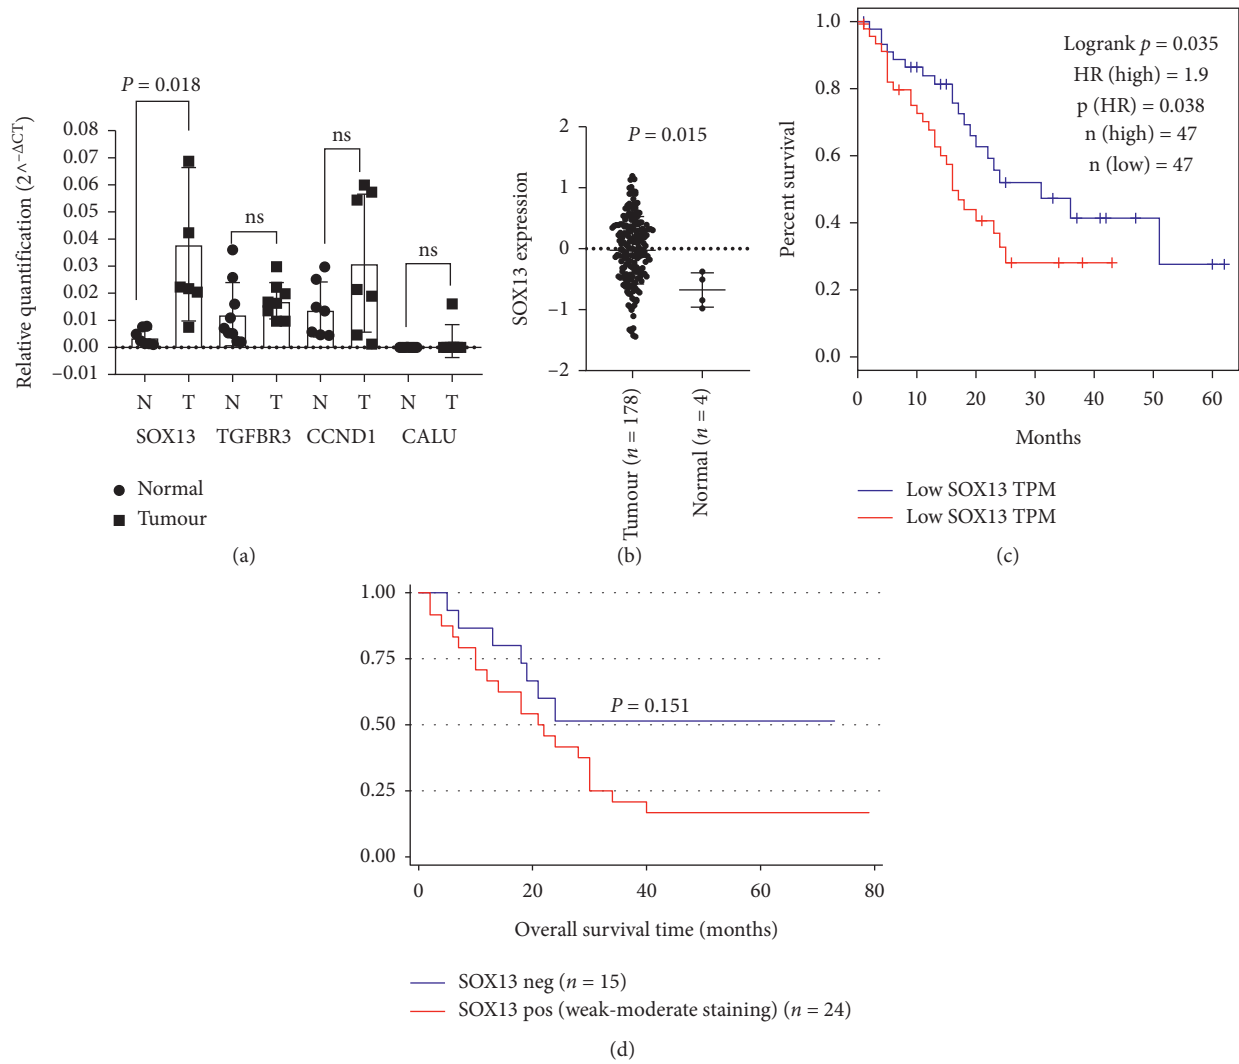 P = 0.018
ns
ns
ns
Relative quantification (2^−ΔCT)
0.08
0.07
0.06
0.05
0.04
0.03
0.02
0.01
0.00
−0.01
N T N T N T N T
SOX13 TGFBR3 CCND1 CALU
Normal
Tumour
(a)
P = 0.015
SOX13 expression
2
1
0
−1
−2
Tumour (n = 178)
Normal (n = 4)
(b)
Percent survival
1.0
0.8
0.6
0.4
0.2
0.0
Logrank p = 0.035
HR (high) = 1.9
p (HR) = 0.038
n (high) = 47
n (low) = 47
0 10 20 30 40 50 60
Months
Low SOX13 TPM
Low SOX13 TPM
(c)
1.00
0.75
0.50
0.25
0.00
P = 0.151
0 20 40 60 80
Overall survival time (months)
SOX13 neg (n = 15)
SOX13 pos (weak-moderate staining) (n = 24)
(d)